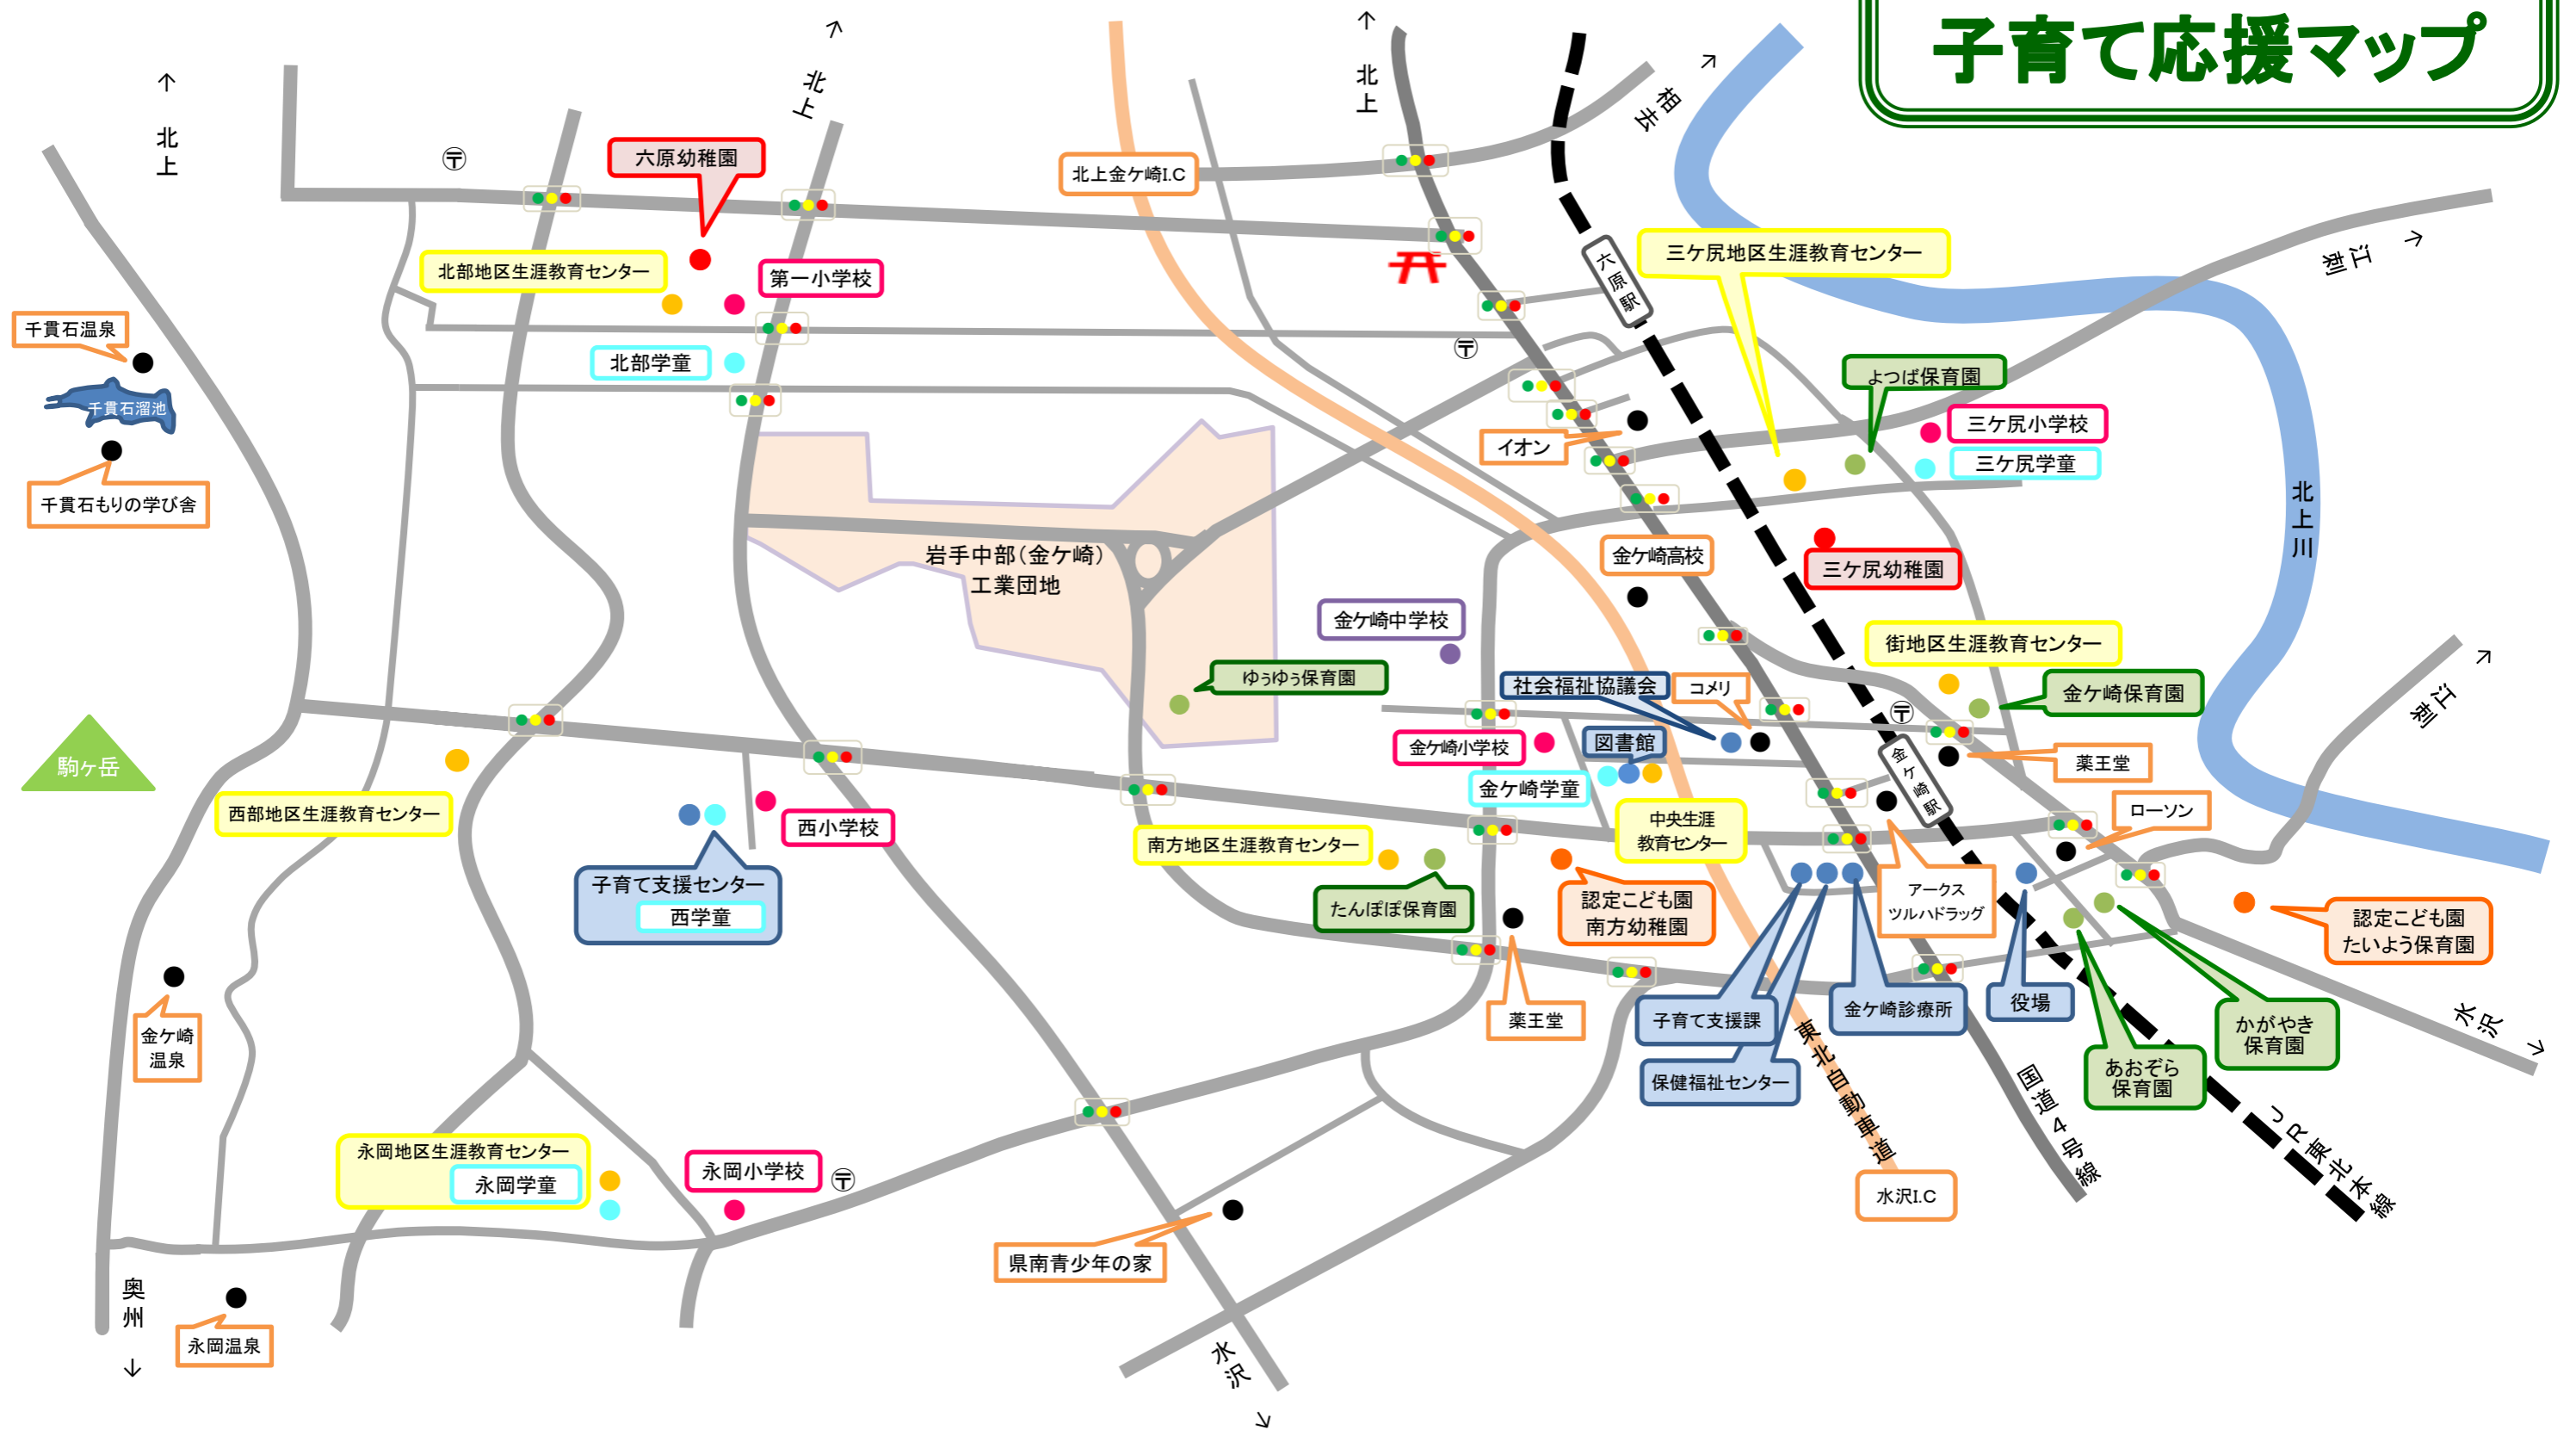 子育て応援マップ
↑
北上
北上
↑
↑
北上
相去
↑
〒
六原幼稚園
北上金ケ崎I.C
六原駅
三ケ尻地区生涯教育センター
江刺
→
北部地区生涯教育センター
第一小学校
千貫石温泉
千貫石溜池
北部学童
〒
よつば保育園
三ケ尻小学校
三ケ尻学童
イオン
千貫石もりの学び舎
北上川
岩手中部（金ケ崎）
工業団地
金ケ崎高校
三ケ尻幼稚園
金ケ崎中学校
街地区生涯教育センター
ゆぅゆぅ保育園
社会福祉協議会
コメリ
金ケ崎保育園
江刺
→
〒
駒ヶ岳
金ケ崎小学校
図書館
金ケ崎駅
薬王堂
金ケ崎学童
西部地区生涯教育センター
西小学校
南方地区生涯教育センター
中央生涯
教育センター
ローソン
子育て支援センター
西学童
たんぽぽ保育園
認定こども園
南方幼稚園
アークス
ツルハドラッグ
認定こども園
たいよう保育園
金ケ崎
温泉
薬王堂
子育て支援課
金ケ崎診療所
役場
かがやき
保育園
水沢
→
保健福祉センター
あおぞら
保育園
東北自動車道
国道4号線
JR東北本線
永岡地区生涯教育センター
永岡学童
永岡小学校
〒
水沢I.C
県南青少年の家
奥州
↓
永岡温泉
水沢
↓